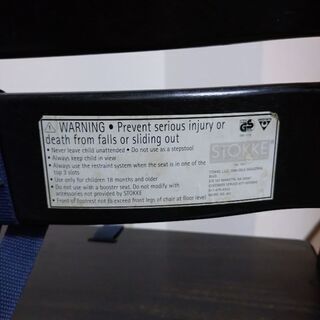 WARNING • Prevent serious injury or
death from falls or sliding out
• Never leave child unattended • Do not use as a stepstool
• Always keep child in view
• Always use the restraint system when the seat is in one of the
top 3 slots
• Use only for children 18 months and older
• Do not use with a booster seat. Do not modify with
accessories not provided by STOKKE
• Front of footrest not to exceed front legs of chair at floor level
GS
STOKKE